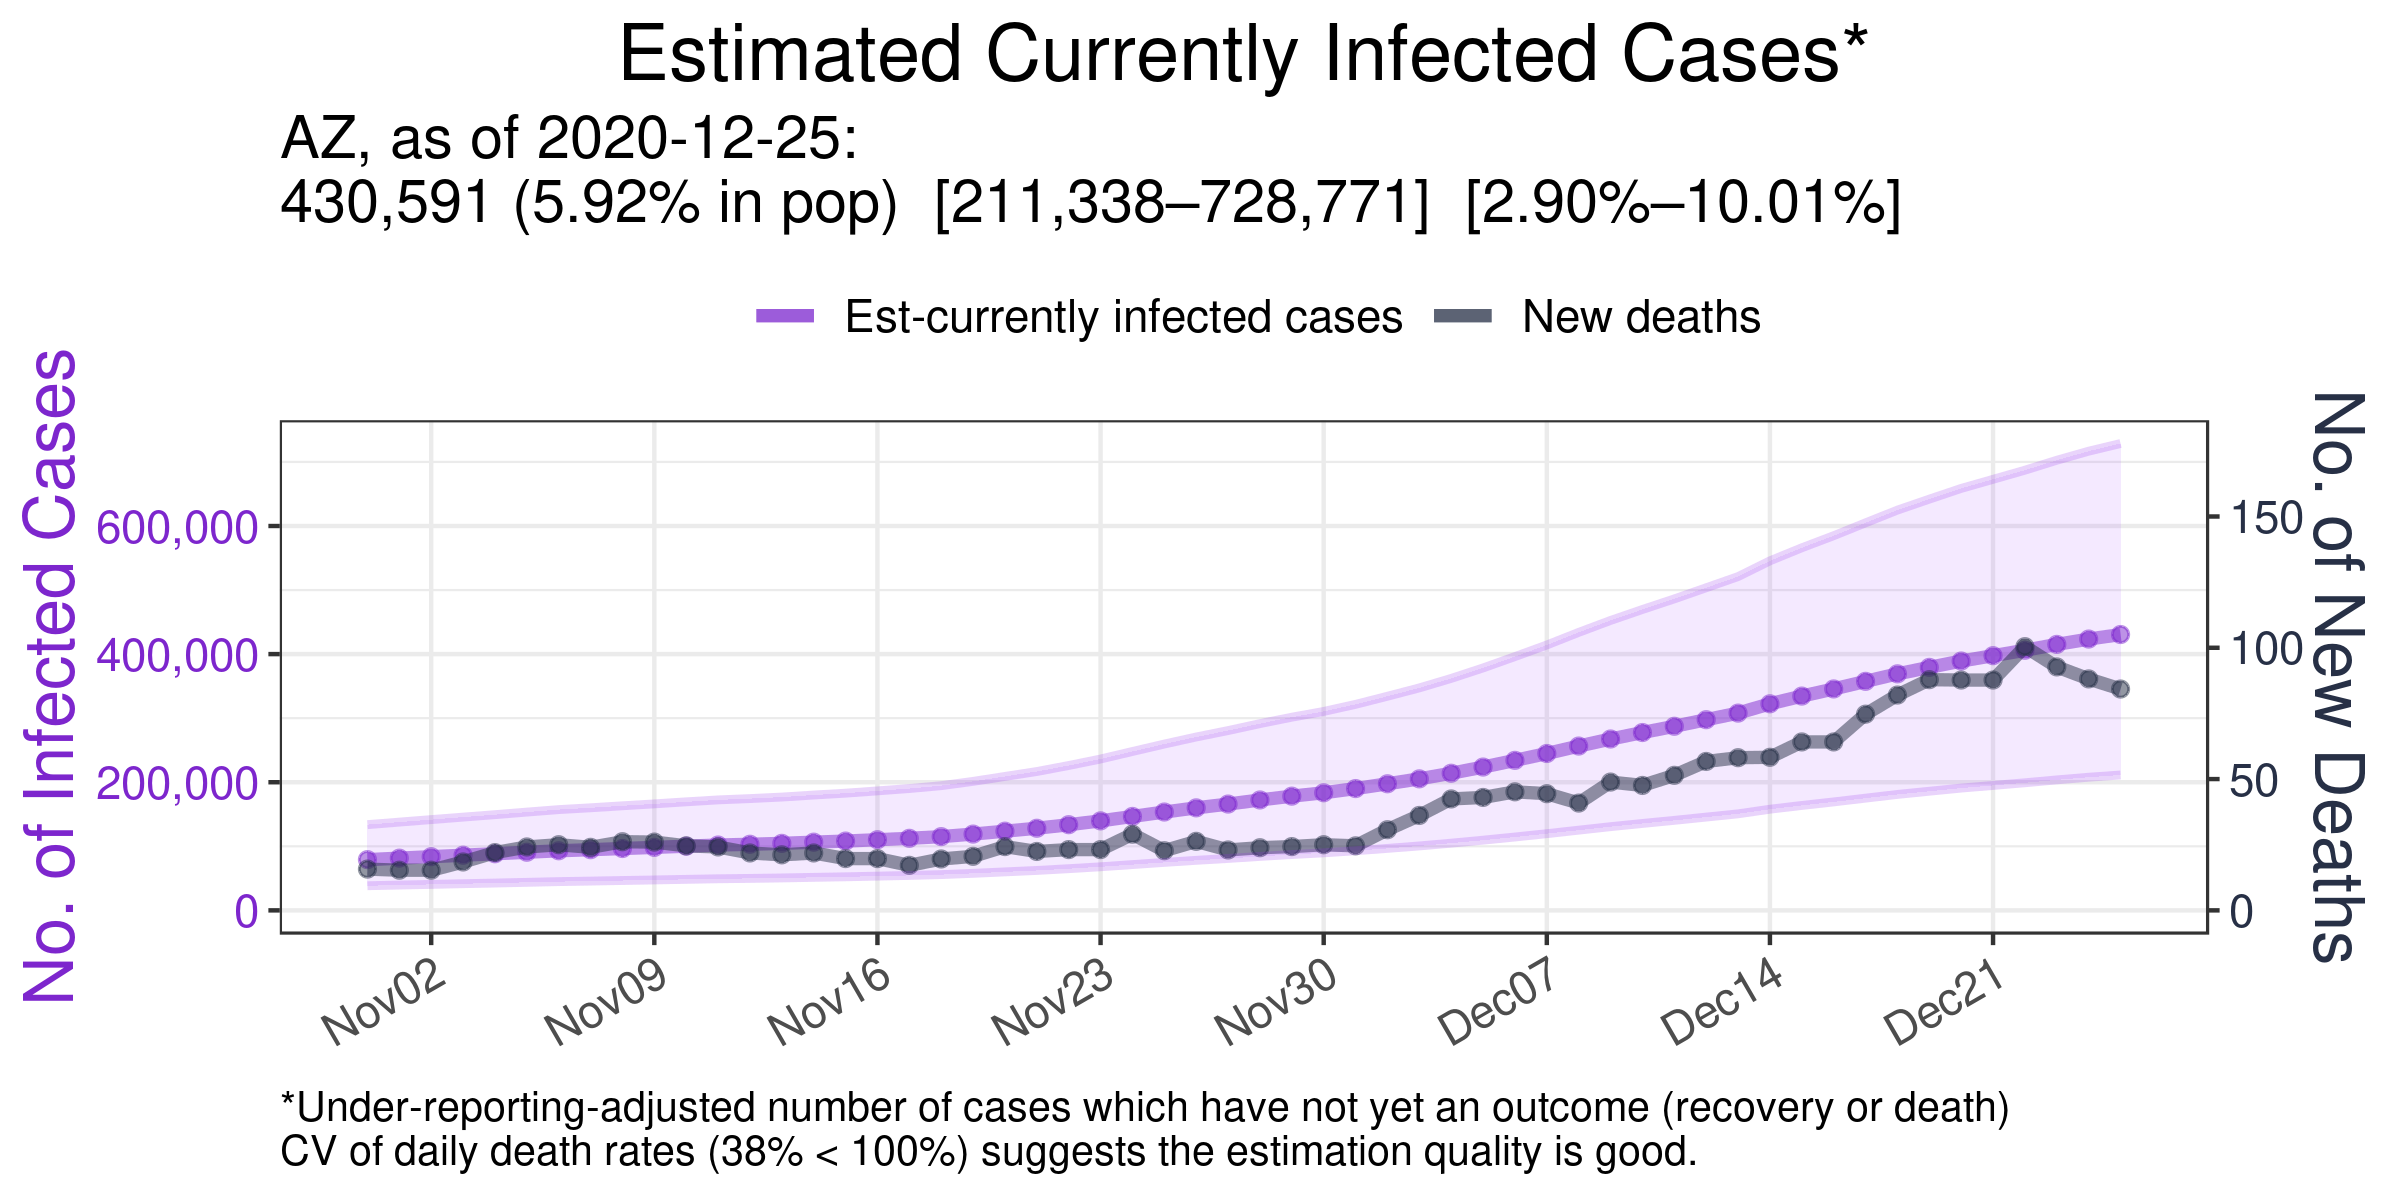 Estimated Currently Infected Cases*
AZ, as of 2020-12-25:
430,591 (5.92% in pop)  [211,338–728,771]  [2.90%–10.01%]
Est-currently infected cases
New deaths
No. of Infected Cases
600,000
400,000
200,000
0
No. of New Deaths
150
100
50
0
Nov02
Nov09
Nov16
Nov23
Nov30
Dec07
Dec14
Dec21
*Under-reporting-adjusted number of cases which have not yet an outcome (recovery or death)
CV of daily death rates (38% < 100%) suggests the estimation quality is good.